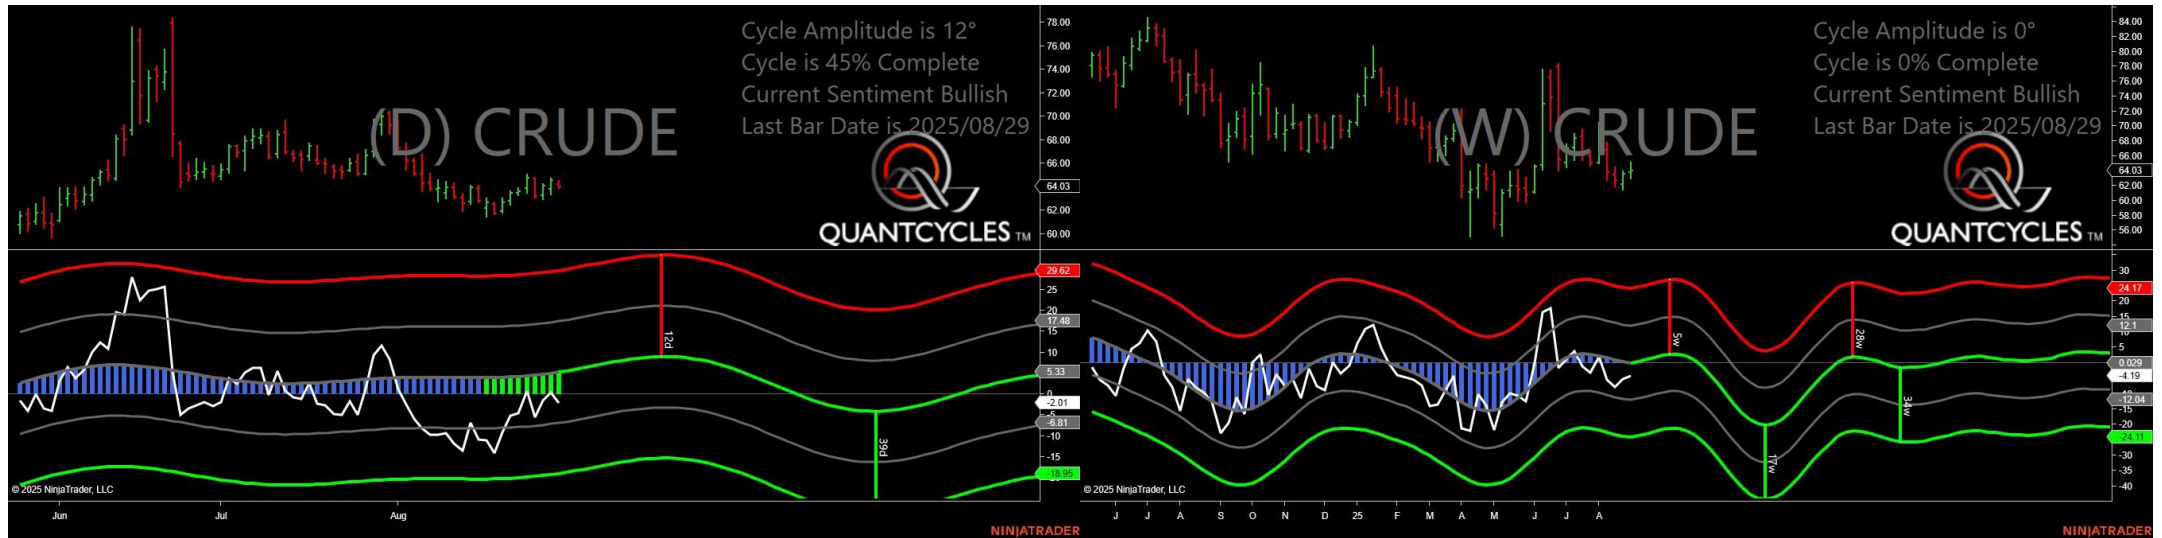 Cycle Amplitude is 12°
Cycle is 45% Complete
Current Sentiment Bullish
Last Bar Date is 2025/08/29
(D) CRUDE
QUANTCYCLES TM
78.00
76.00
74.00
72.00
70.00
68.00
66.00
64.03
62.00
60.00
29.62
25
20
17.48
15
10
5.33
0
-2.01
-5
-6.81
-10
-15
-18.95
12d
39d
© 2025 NinjaTrader, LLC
Jun
Jul
Aug
NINJATRADER
Cycle Amplitude is 0°
Cycle is 0% Complete
Current Sentiment Bullish
Last Bar Date is 2025/08/29
(W) CRUDE
QUANTCYCLES TM
84.00
82.00
80.00
78.00
76.00
74.00
72.00
70.00
68.00
66.00
64.03
62.00
60.00
58.00
56.00
30
24.17
20
15
12.1
5
0.029
-4.19
-12.04
-15
-20
-24.11
-30
-35
-40
5w
17w
28w
34w
© 2025 NinjaTrader, LLC
J
J
A
S
O
N
D
25
F
M
A
M
J
J
A
NINJATRADER